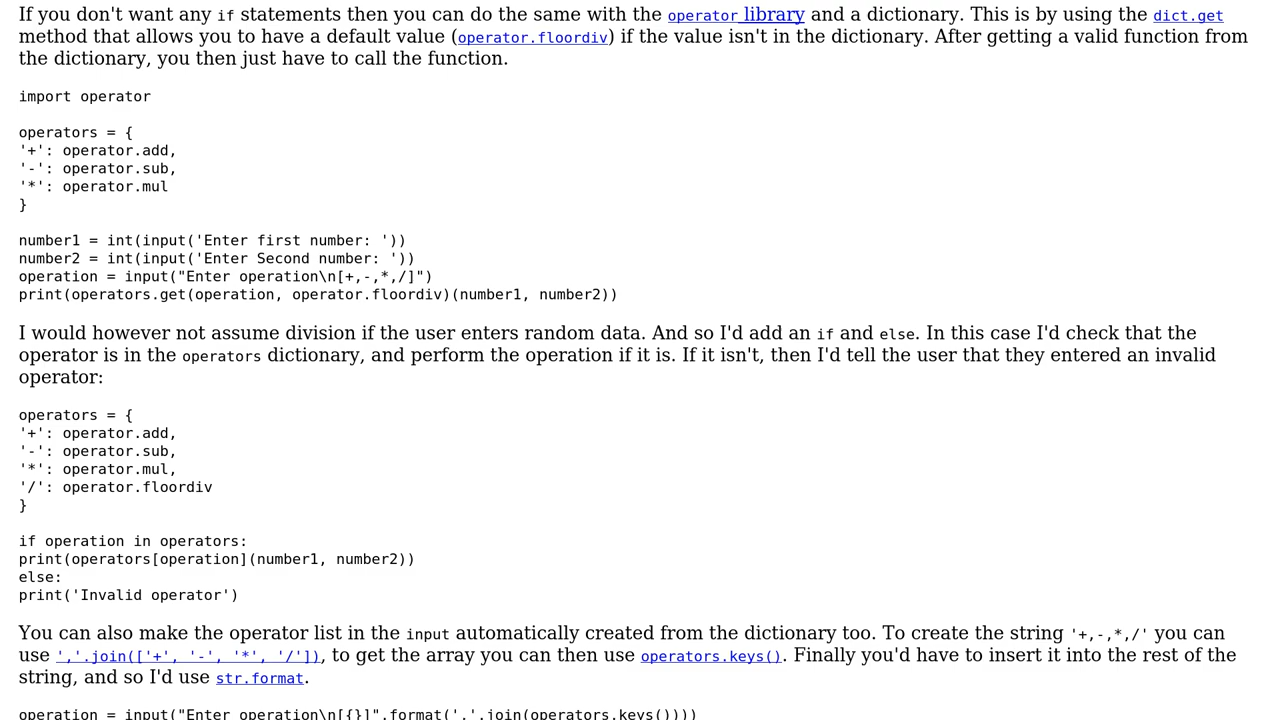 If you don't want any if statements then you can do the same with the operator library and a dictionary. This is by using the dict.get
method that allows you to have a default value (operator.floordiv) if the value isn't in the dictionary. After getting a valid function from
the dictionary, you then just have to call the function.
import operator
operators = {
'+': operator.add,
'-': operator.sub,
'*': operator.mul
}
number1 = int(input('Enter first number: '))
number2 = int(input('Enter Second number: '))
operation = input("Enter operation\n[+,-,*,/]")
print(operators.get(operation, operator.floordiv)(number1, number2))
I would however not assume division if the user enters random data. And so I'd add an if and else. In this case I'd check that the
operator is in the operators dictionary, and perform the operation if it is. If it isn't, then I'd tell the user that they entered an invalid
operator:
operators = {
'+': operator.add,
'-': operator.sub,
'*': operator.mul,
'/': operator.floordiv
}
if operation in operators:
print(operators[operation](number1, number2))
else:
print('Invalid operator')
You can also make the operator list in the input automatically created from the dictionary too. To create the string '+,-,*,/' you can
use ','.join(['+', '-', '*', '/']), to get the array you can then use operators.keys(). Finally you'd have to insert it into the rest of the
string, and so I'd use str.format.
operation = input("Enter operation\n[{}]".format(','.join(operators.keys())))